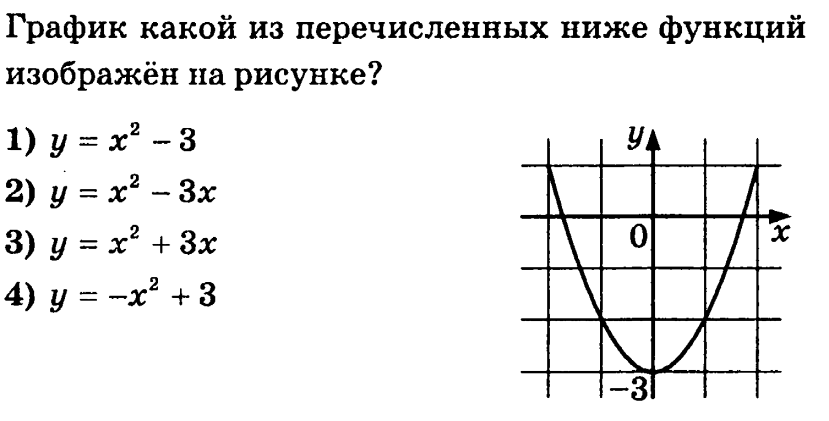 График какой из перечисленных ниже функций
изображён на рисунке?
1) y = x² − 3
2) y = x² − 3x
3) y = x² + 3x
4) y = −x² + 3
y
0
x
−3